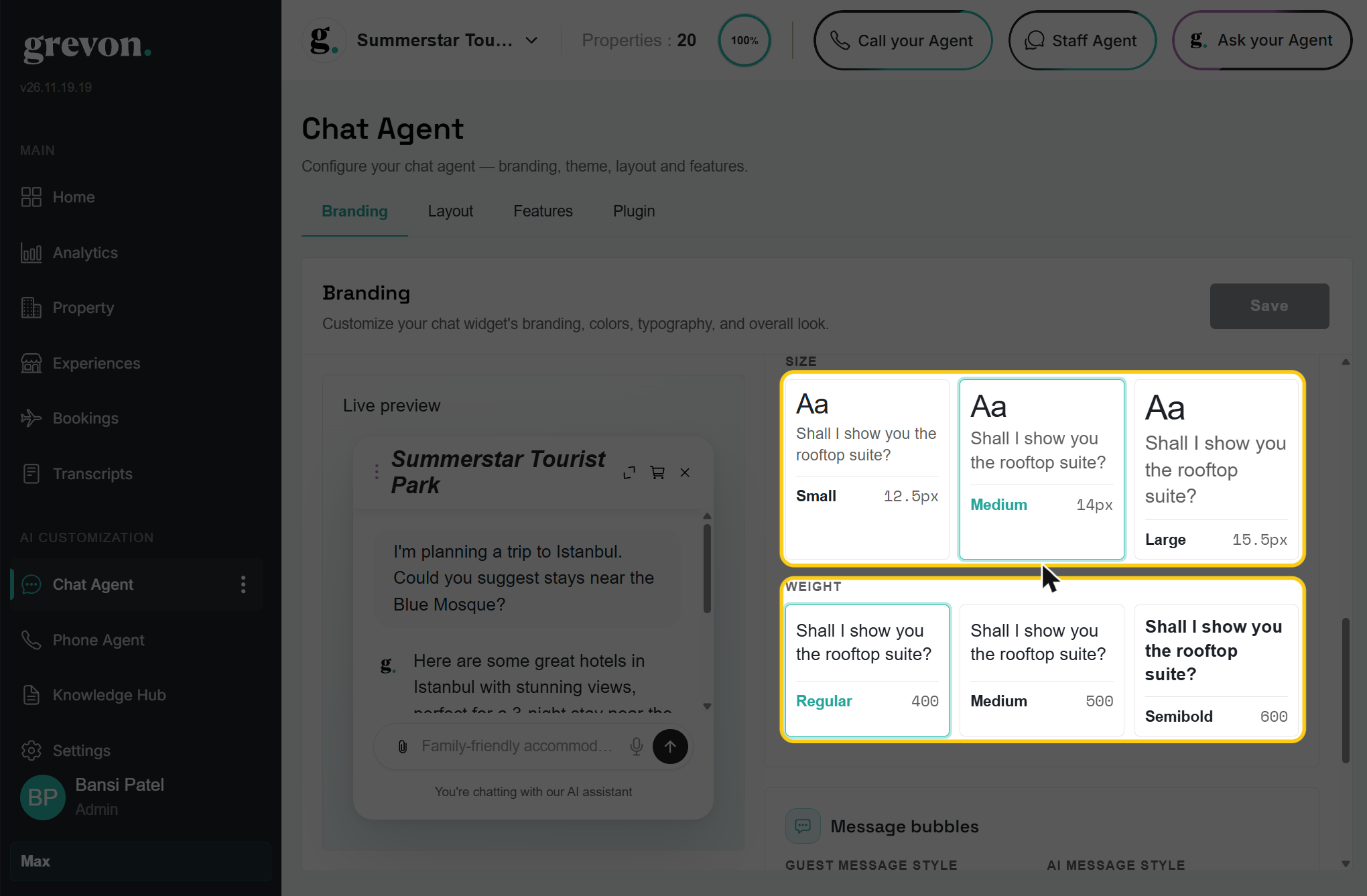 grevon.
v26.11.19.19
MAIN
Home
Analytics
Property
Experiences
Bookings
Transcripts
AI CUSTOMIZATION
Chat Agent
Phone Agent
Knowledge Hub
Settings
BP
Bansi Patel
Admin
Max
g.
Summerstar Tou...
Properties : 20
100%
Call your Agent
Staff Agent
g. Ask your Agent
Chat Agent
Configure your chat agent — branding, theme, layout and features.
Branding
Layout
Features
Plugin
Branding
Customize your chat widget's branding, colors, typography, and overall look.
Save
Live preview
Summerstar Tourist
Park
I'm planning a trip to Istanbul.
Could you suggest stays near the
Blue Mosque?
g.
Here are some great hotels in
Istanbul with stunning views,
perfect for a 3-night stay near the
Family-friendly accommod...
You're chatting with our AI assistant
SIZE
Aa
Shall I show you the
rooftop suite?
Small 12.5px
Aa
Shall I show you
the rooftop suite?
Medium 14px
Aa
Shall I show you
the rooftop
suite?
Large 15.5px
WEIGHT
Shall I show you
the rooftop suite?
Regular 400
Shall I show you
the rooftop suite?
Medium 500
Shall I show you
the rooftop
suite?
Semibold 600
Message bubbles
GUEST MESSAGE STYLE
AI MESSAGE STYLE